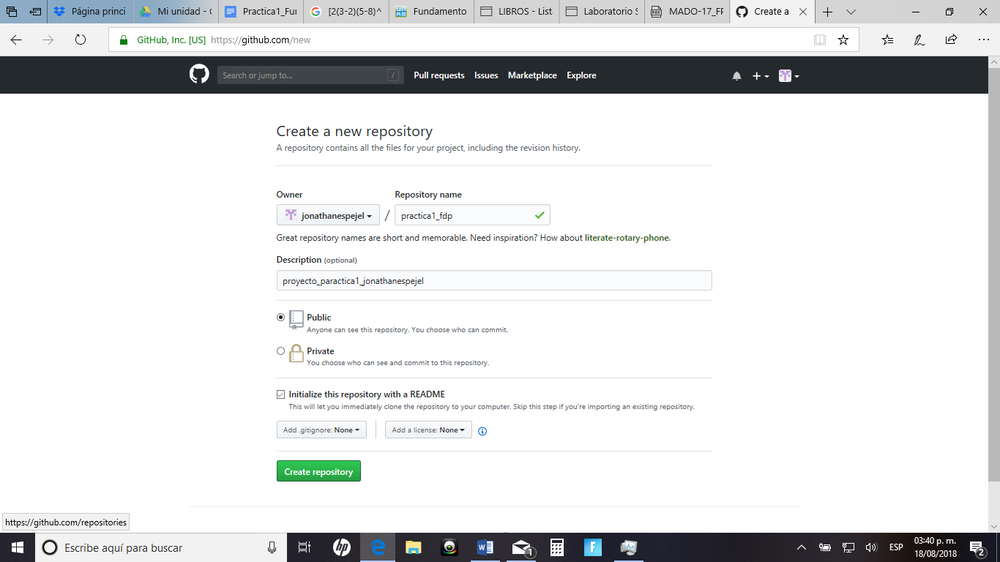 Página princi
Mi unidad - G
Practica1_Fur
[2(3-2)(5-8)^
Fundamento
LIBROS - List
Laboratorio S
MADO-17_FP
Create a
GitHub, Inc. [US] https://github.com/new
Search or jump to... /
Pull requests Issues Marketplace Explore
Create a new repository
A repository contains all the files for your project, including the revision history.
Owner Repository name
jonathanespejel / practica1_fdp
Great repository names are short and memorable. Need inspiration? How about literate-rotary-phone.
Description (optional)
proyecto_paractica1_jonathanespejel
Public
Anyone can see this repository. You choose who can commit.
Private
You choose who can see and commit to this repository.
Initialize this repository with a README
This will let you immediately clone the repository to your computer. Skip this step if you're importing an existing repository.
Add .gitignore: None Add a license: None
Create repository
https://github.com/repositories
Escribe aquí para buscar
ESP
03:40 p. m.
18/08/2018